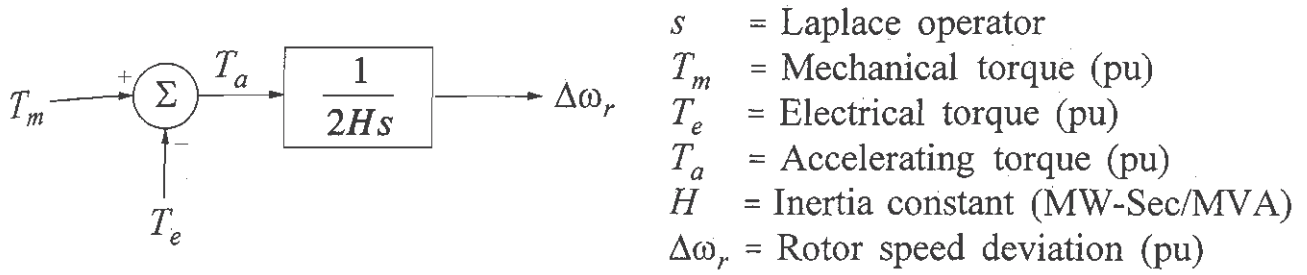 +
T_m
Σ
T_a
−
T_e
1
2Hs
Δω_r
s = Laplace operator
T_m = Mechanical torque (pu)
T_e = Electrical torque (pu)
T_a = Accelerating torque (pu)
H = Inertia constant (MW-Sec/MVA)
Δω_r = Rotor speed deviation (pu)